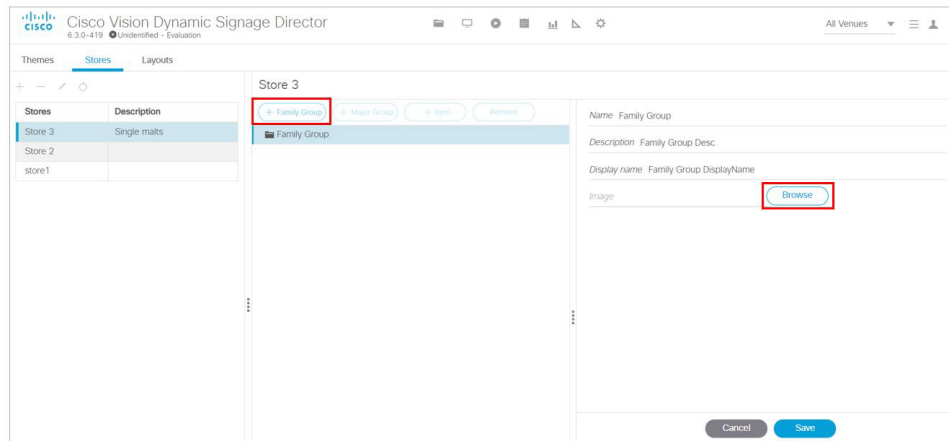 CISCO
Cisco Vision Dynamic Signage Director
6.3.0-419 Unidentified - Evaluation
All Venues
Themes Stores Layouts
Store 3
Stores Description
Store 3 Single malts
Store 2
store1
+ Family Group + Major Group + Item Remove
Family Group
Name Family Group
Description Family Group Desc
Display name Family Group DisplayName
Image Browse
Cancel Save